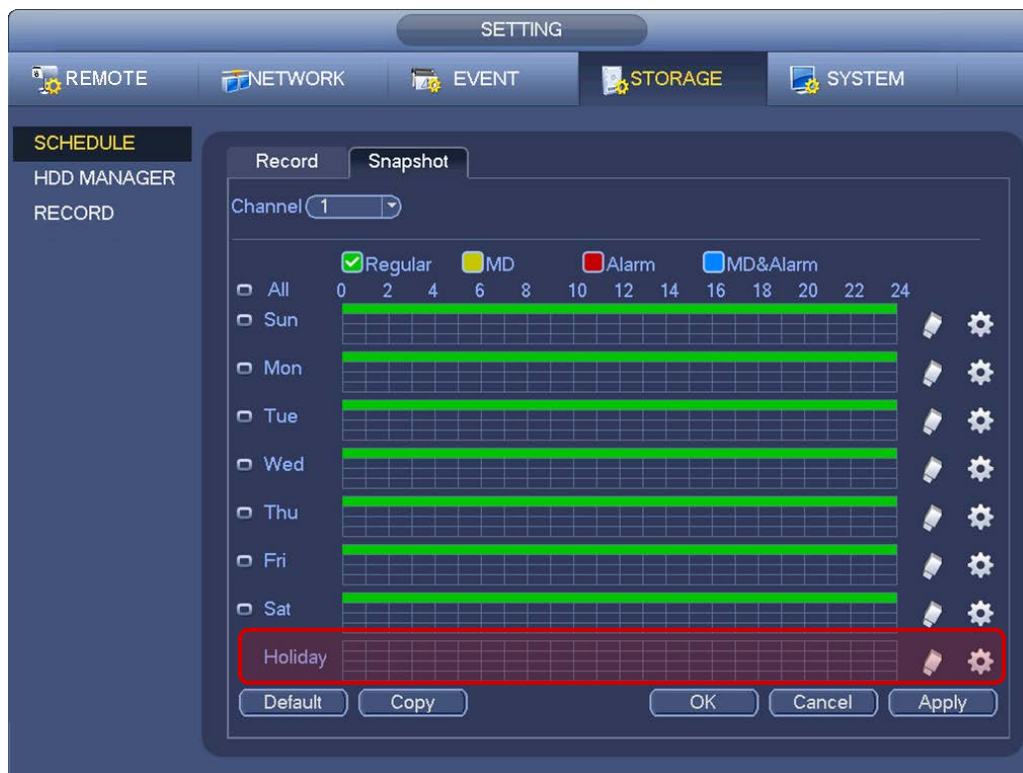 SETTING
REMOTE NETWORK EVENT STORAGE SYSTEM
SCHEDULE
HDD MANAGER
RECORD
Record Snapshot
Channel 1
Regular MD Alarm MD&Alarm
All 0 2 4 6 8 10 12 14 16 18 20 22 24
Sun
Mon
Tue
Wed
Thu
Fri
Sat
Holiday
Default Copy OK Cancel Apply